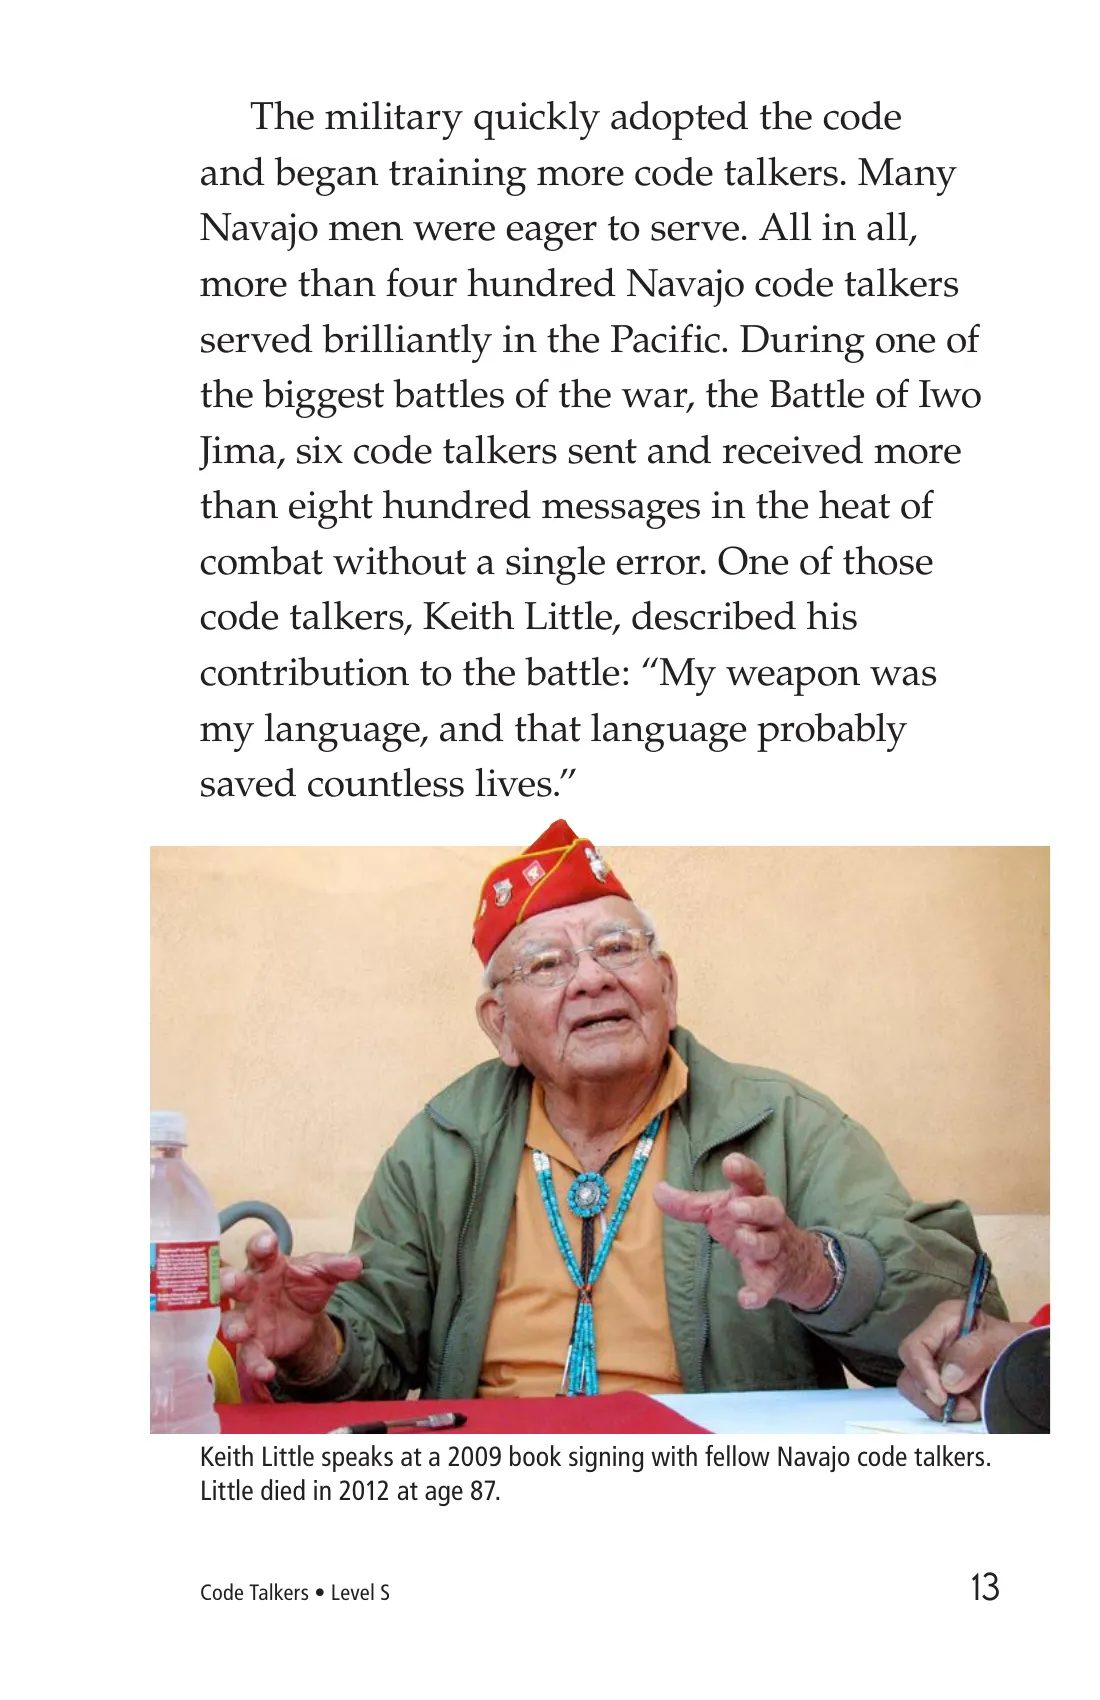 The military quickly adopted the code
and began training more code talkers. Many
Navajo men were eager to serve. All in all,
more than four hundred Navajo code talkers
served brilliantly in the Pacific. During one of
the biggest battles of the war, the Battle of Iwo
Jima, six code talkers sent and received more
than eight hundred messages in the heat of
combat without a single error. One of those
code talkers, Keith Little, described his
contribution to the battle: “My weapon was
my language, and that language probably
saved countless lives.”
Keith Little speaks at a 2009 book signing with fellow Navajo code talkers.
Little died in 2012 at age 87.
Code Talkers • Level S
13